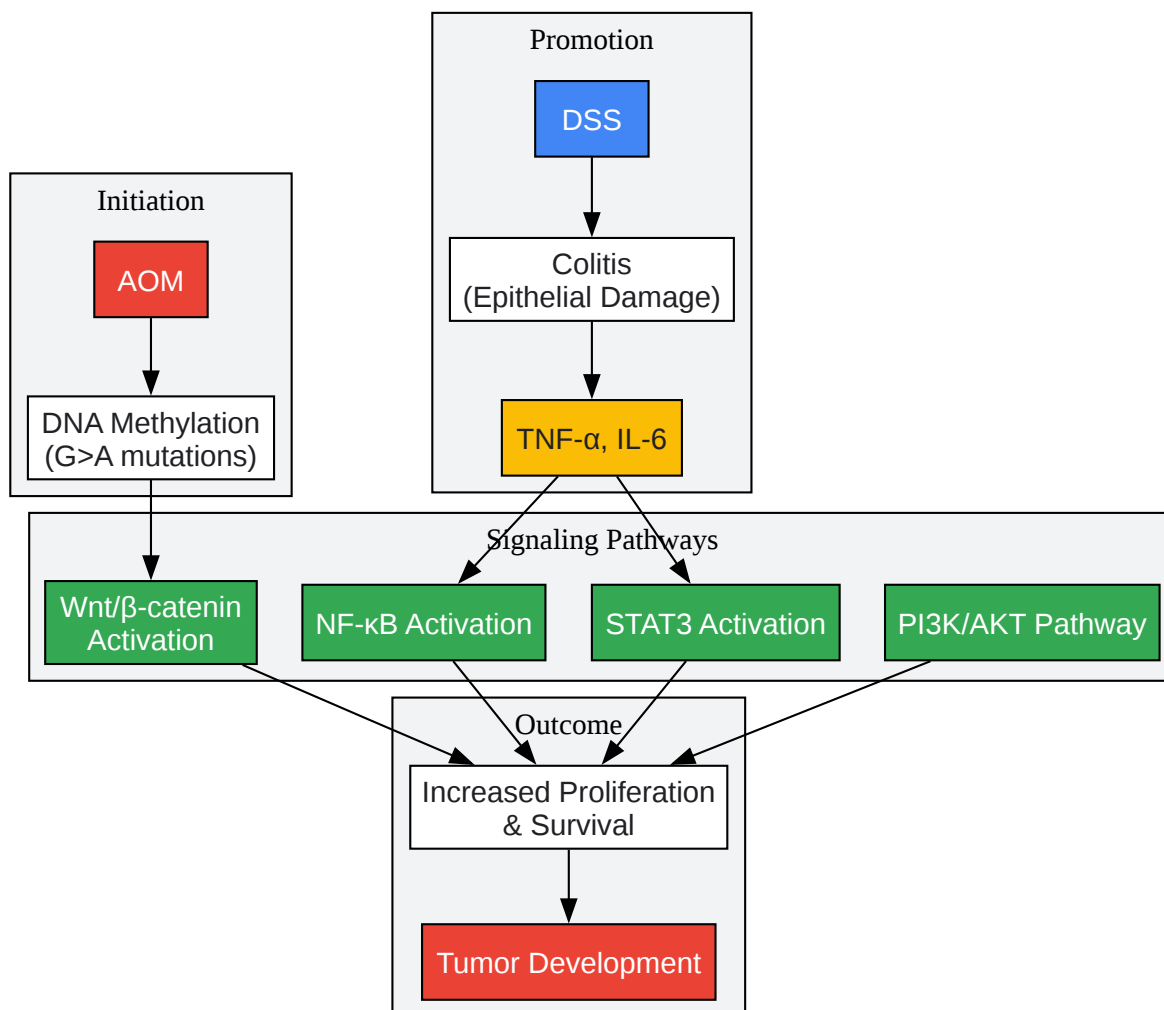 Promotion
DSS
Initiation
Colitis
(Epithelial Damage)
AOM
DNA Methylation
(G>A mutations)
TNF-α, IL-6
Signaling Pathways
Wnt/β-catenin
Activation
NF-κB Activation
STAT3 Activation
PI3K/AKT Pathway
Outcome
Increased Proliferation
& Survival
Tumor Development